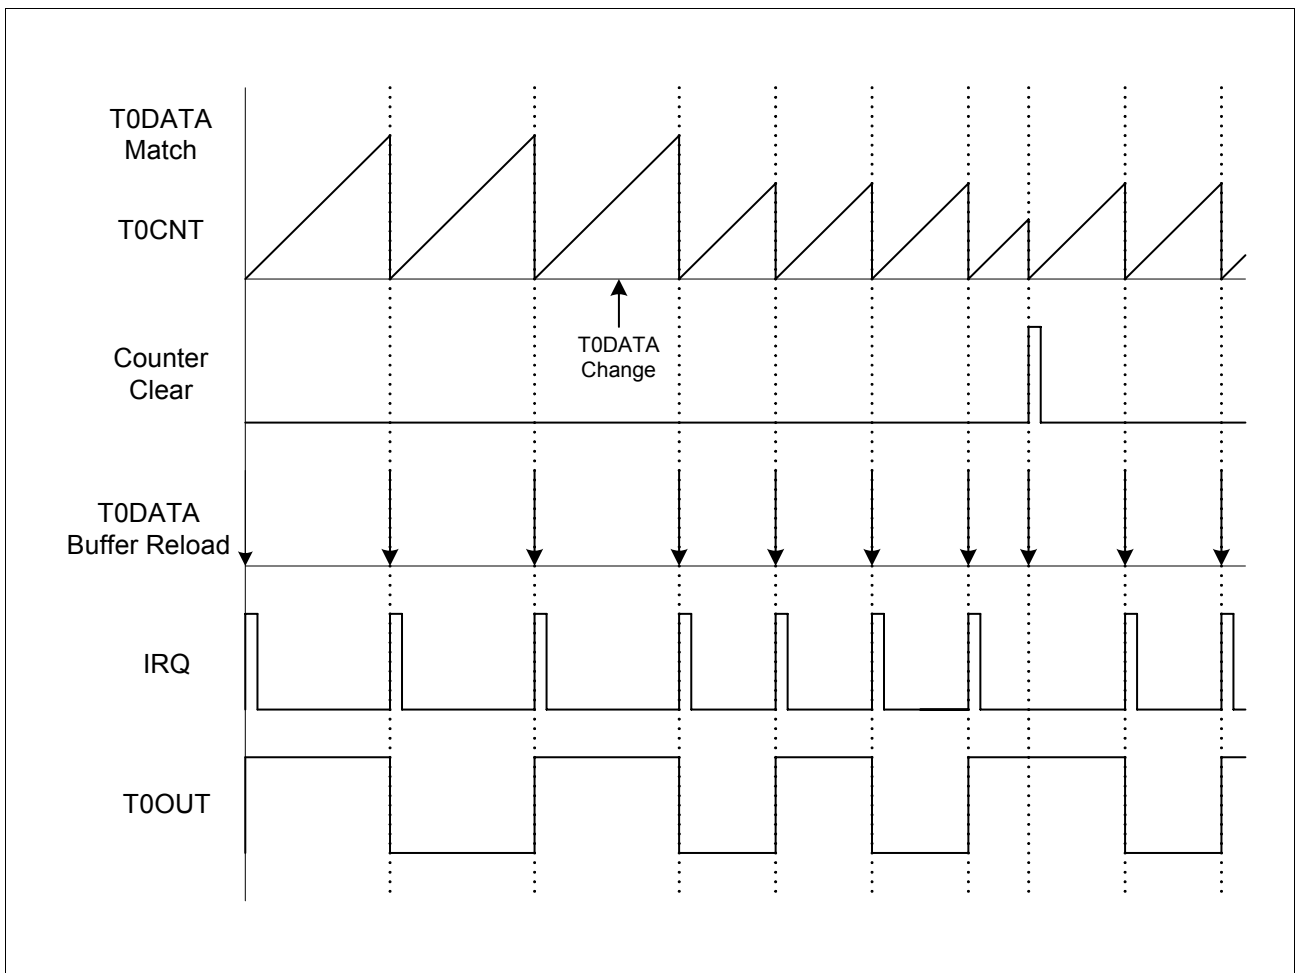 T0DATA
Match
T0CNT
T0DATA
Change
Counter
Clear
T0DATA
Buffer Reload
IRQ
T0OUT